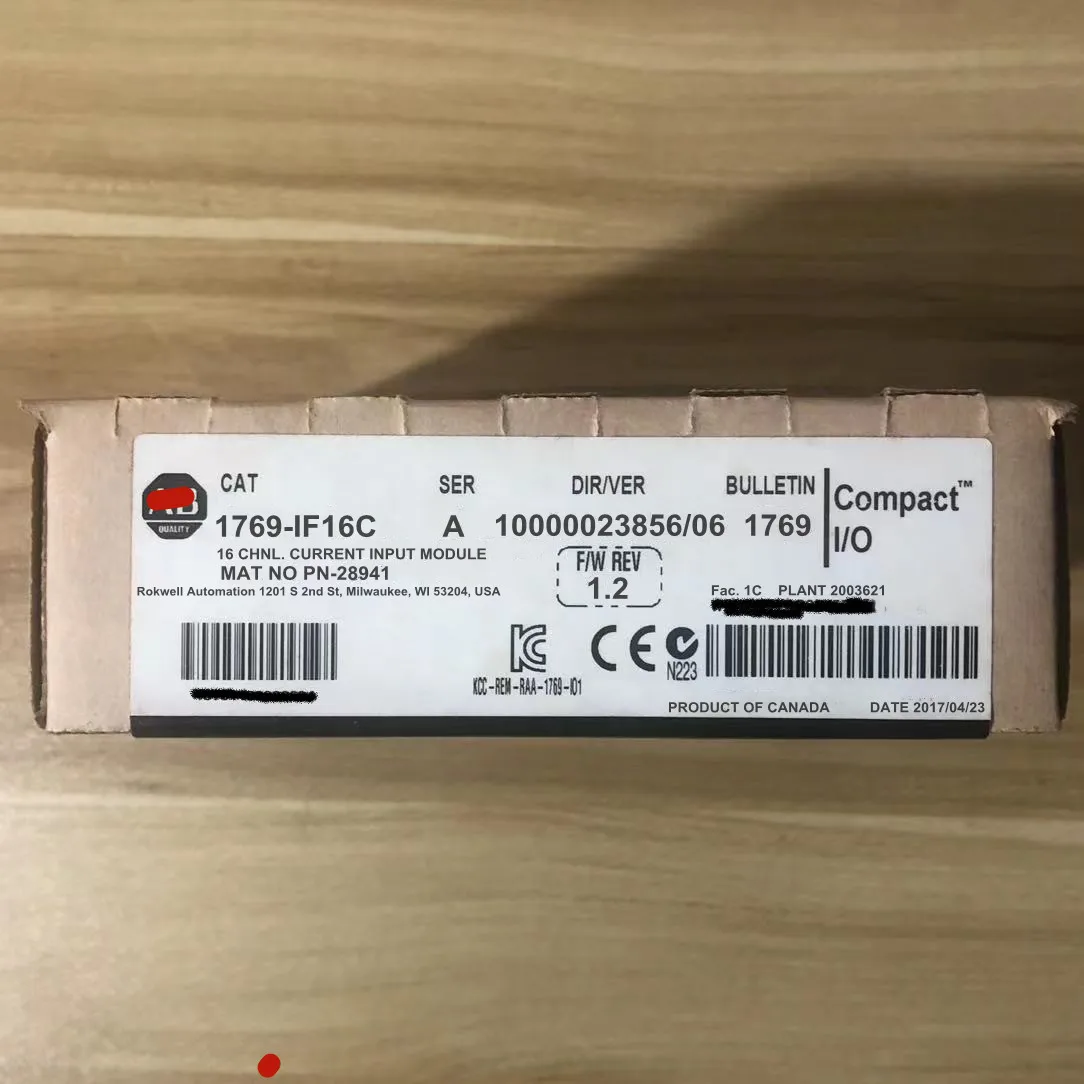 CAT SER DIR/VER BULLETIN
1769-IF16C A 10000023856/06 1769
Compact™
I/O
QUALITY
16 CHNL. CURRENT INPUT MODULE
MAT NO PN-28941
Rokwell Automation 1201 S 2nd St, Milwaukee, WI 53204, USA
F/W REV
1.2
Fac. 1C PLANT 2003621
CE
N223
KCC-REM-RAA-1769-IO1
PRODUCT OF CANADA DATE 2017/04/23